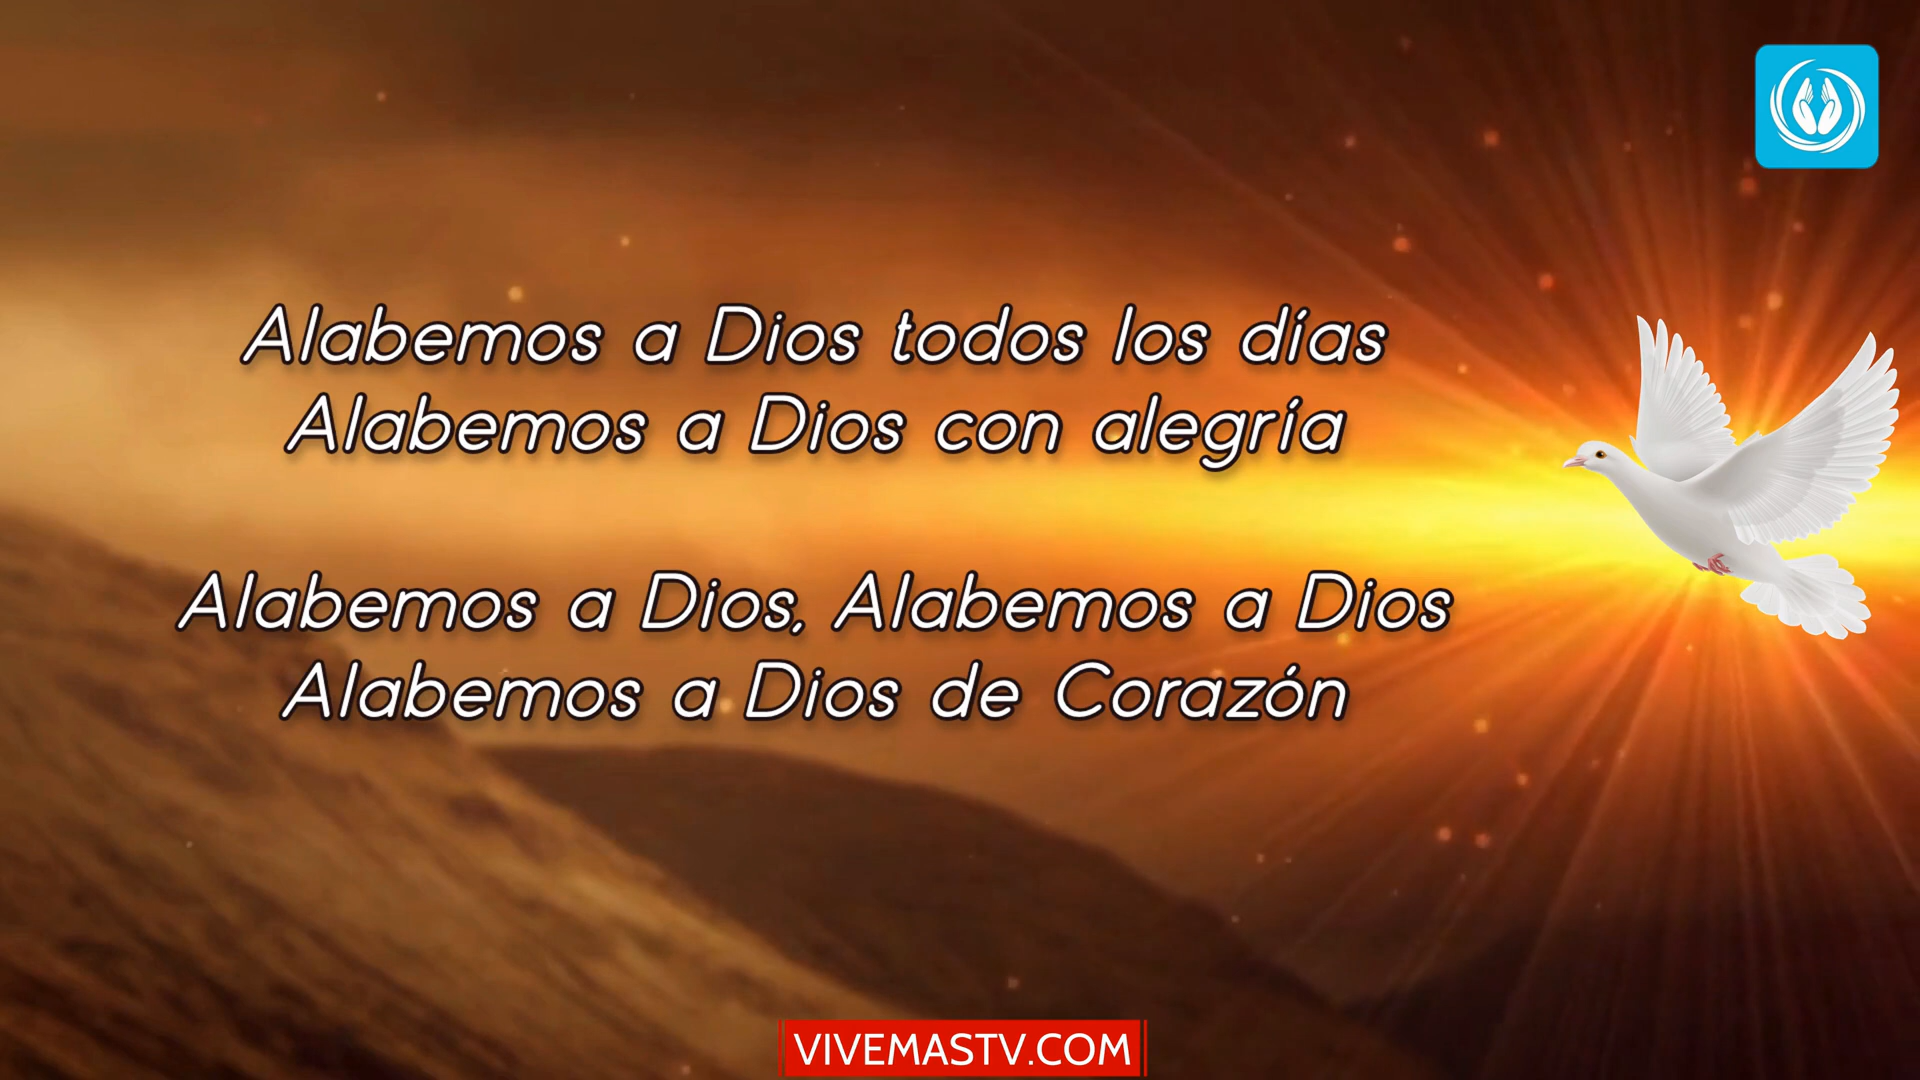 Alabemos a Dios todos los días
Alabemos a Dios con alegría
Alabemos a Dios, Alabemos a Dios
Alabemos a Dios de Corazón
VIVEMASTV.COM